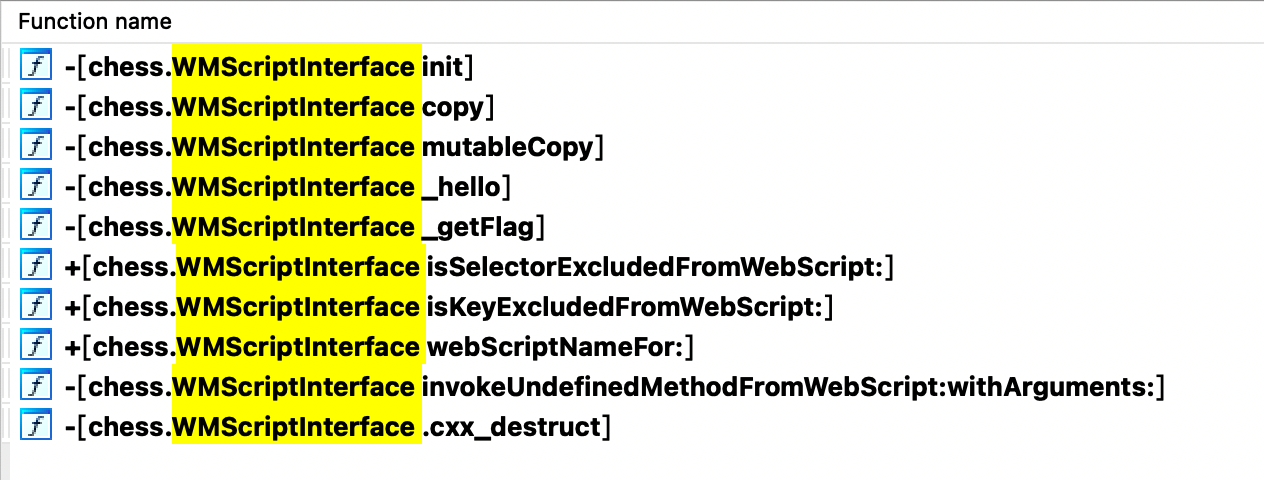 Function name
f -[chess.WMScriptInterface init]
f -[chess.WMScriptInterface copy]
f -[chess.WMScriptInterface mutableCopy]
f -[chess.WMScriptInterface _hello]
f -[chess.WMScriptInterface _getFlag]
f +[chess.WMScriptInterface isSelectorExcludedFromWebScript:]
f +[chess.WMScriptInterface isKeyExcludedFromWebScript:]
f +[chess.WMScriptInterface webScriptNameFor:]
f -[chess.WMScriptInterface invokeUndefinedMethodFromWebScript:withArguments:]
f -[chess.WMScriptInterface .cxx_destruct]